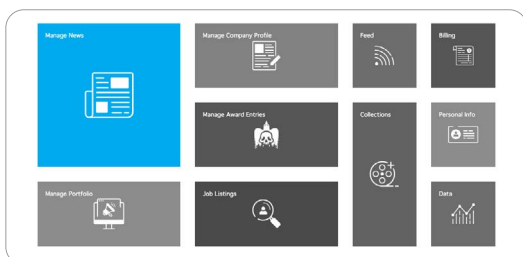 Manage News
Manage Company Profile
Feed
Billing
Manage Award Entries
Collections
Personal Info
Manage Portfolio
Job Listings
Data